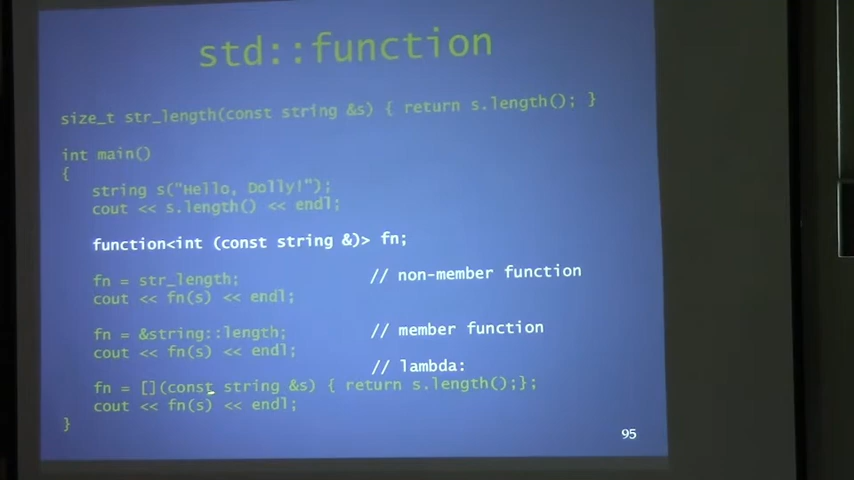 std::function
size_t str_length(const string &s) { return s.length(); }
int main()
{
string s("Hello, Dolly!");
cout << s.length() << endl;
function<int (const string &)> fn;
fn = str_length; // non-member function
cout << fn(s) << endl;
fn = &string::length; // member function
cout << fn(s) << endl;
// lambda:
fn = [](const string &s) { return s.length();};
cout << fn(s) << endl;
}
95